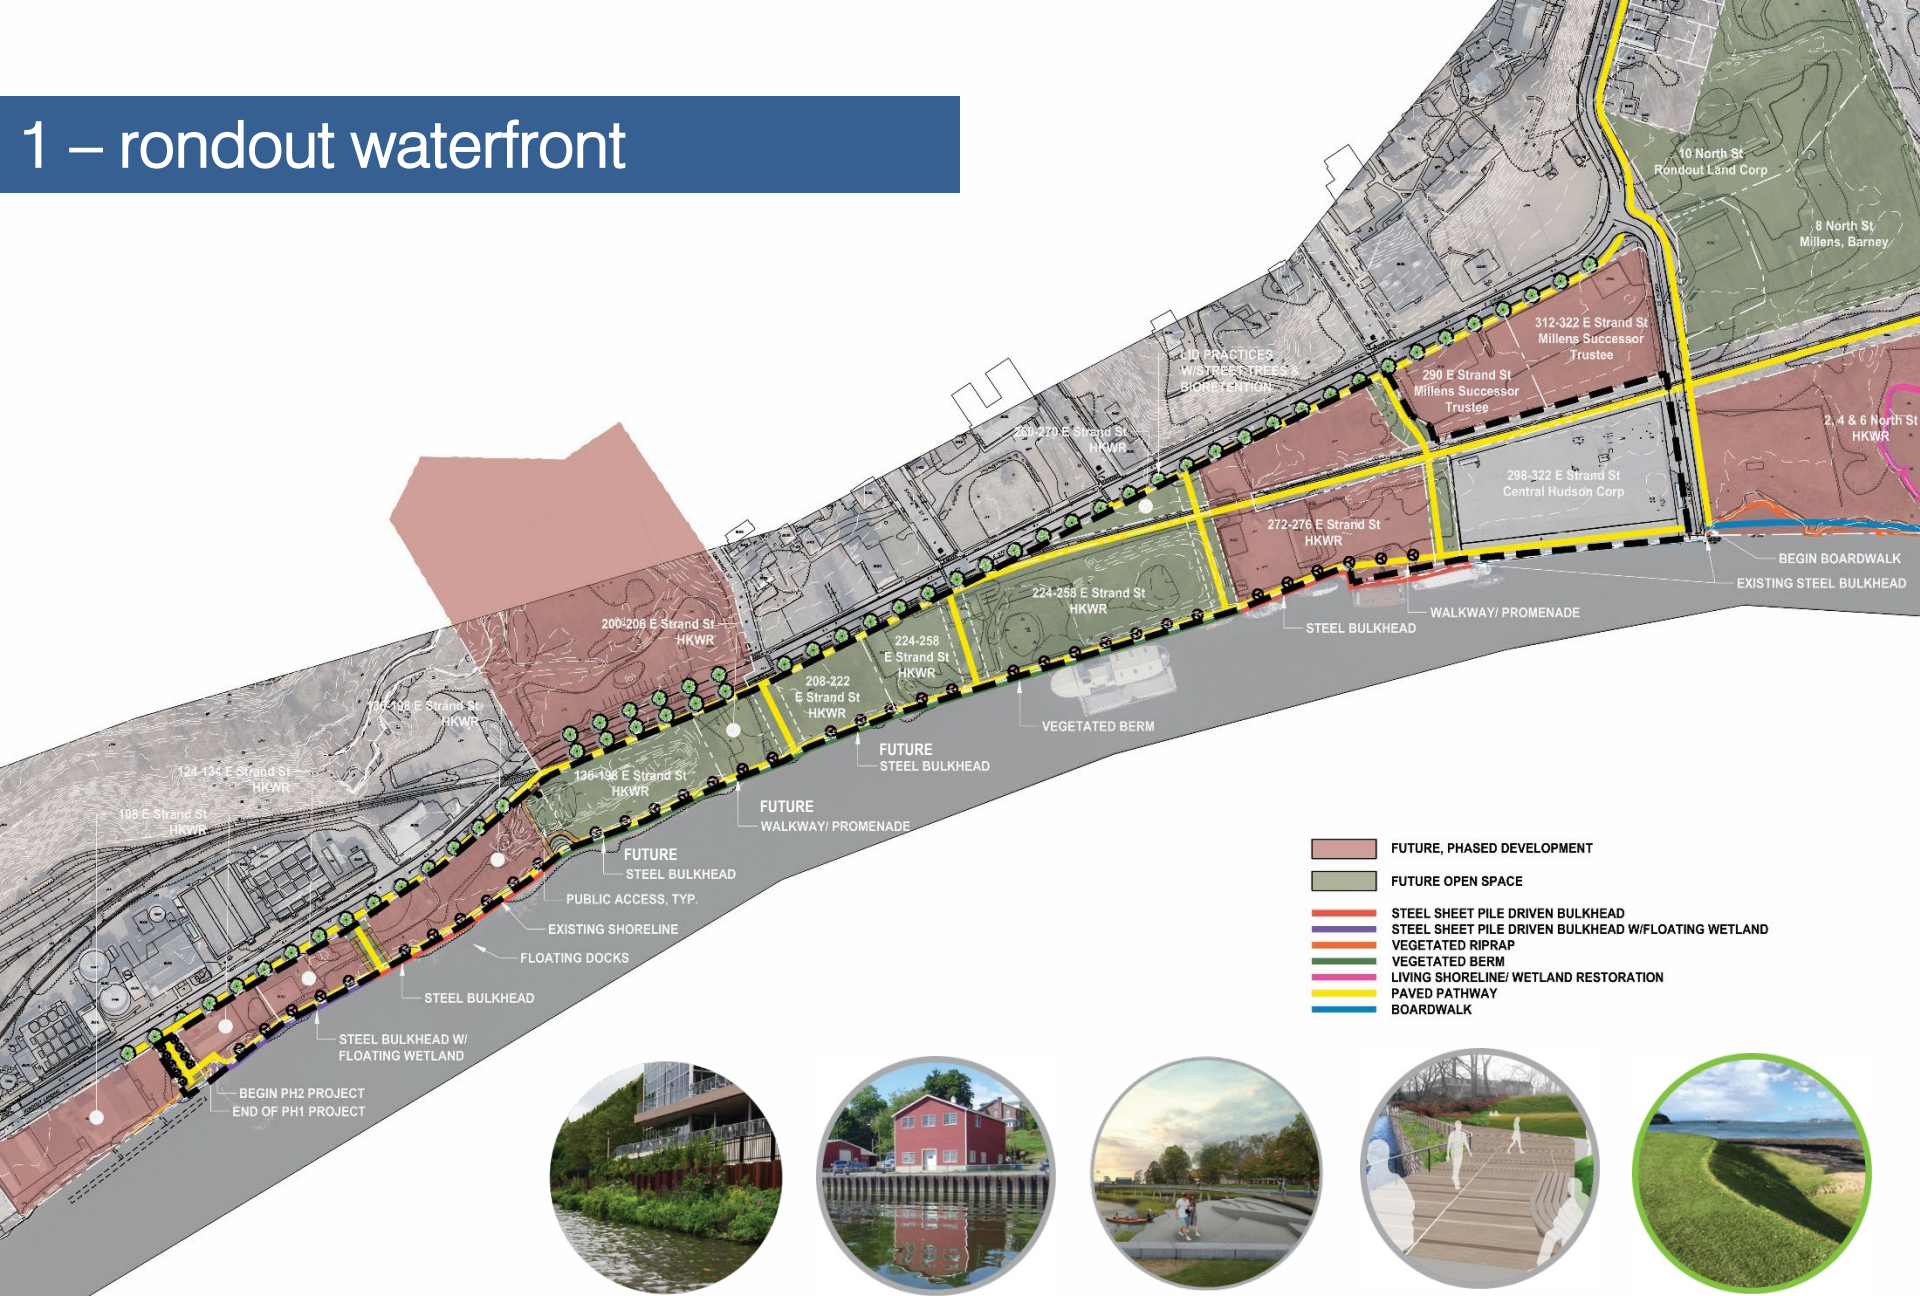 1 – rondout waterfront
10 North St
Rondout Land Corp
8 North St
Millens, Barney
312-322 E Strand St
Millens Successor
Trustee
LID PRACTICES
W/STREET TREES &
BIORETENTION
290 E Strand St
Millens Successor
Trustee
2, 4 & 6 North St
HKWR
260-270 E Strand St
HKWR
298-322 E Strand St
Central Hudson Corp
272-276 E Strand St
HKWR
BEGIN BOARDWALK
EXISTING STEEL BULKHEAD
224-258 E Strand St
HKWR
WALKWAY/ PROMENADE
STEEL BULKHEAD
200-206 E Strand St
HKWR
224-258
E Strand St
HKWR
208-222
E Strand St
HKWR
136-198 E Strand St
HKWR
VEGETATED BERM
FUTURE
STEEL BULKHEAD
124-134 E Strand St
HKWR
136-198 E Strand St
HKWR
108 E Strand St
HKWR
FUTURE
WALKWAY/ PROMENADE
FUTURE
STEEL BULKHEAD
PUBLIC ACCESS, TYP.
EXISTING SHORELINE
FLOATING DOCKS
STEEL BULKHEAD
STEEL BULKHEAD W/
FLOATING WETLAND
BEGIN PH2 PROJECT
END OF PH1 PROJECT
FUTURE, PHASED DEVELOPMENT
FUTURE OPEN SPACE
STEEL SHEET PILE DRIVEN BULKHEAD
STEEL SHEET PILE DRIVEN BULKHEAD W/FLOATING WETLAND
VEGETATED RIPRAP
VEGETATED BERM
LIVING SHORELINE/ WETLAND RESTORATION
PAVED PATHWAY
BOARDWALK